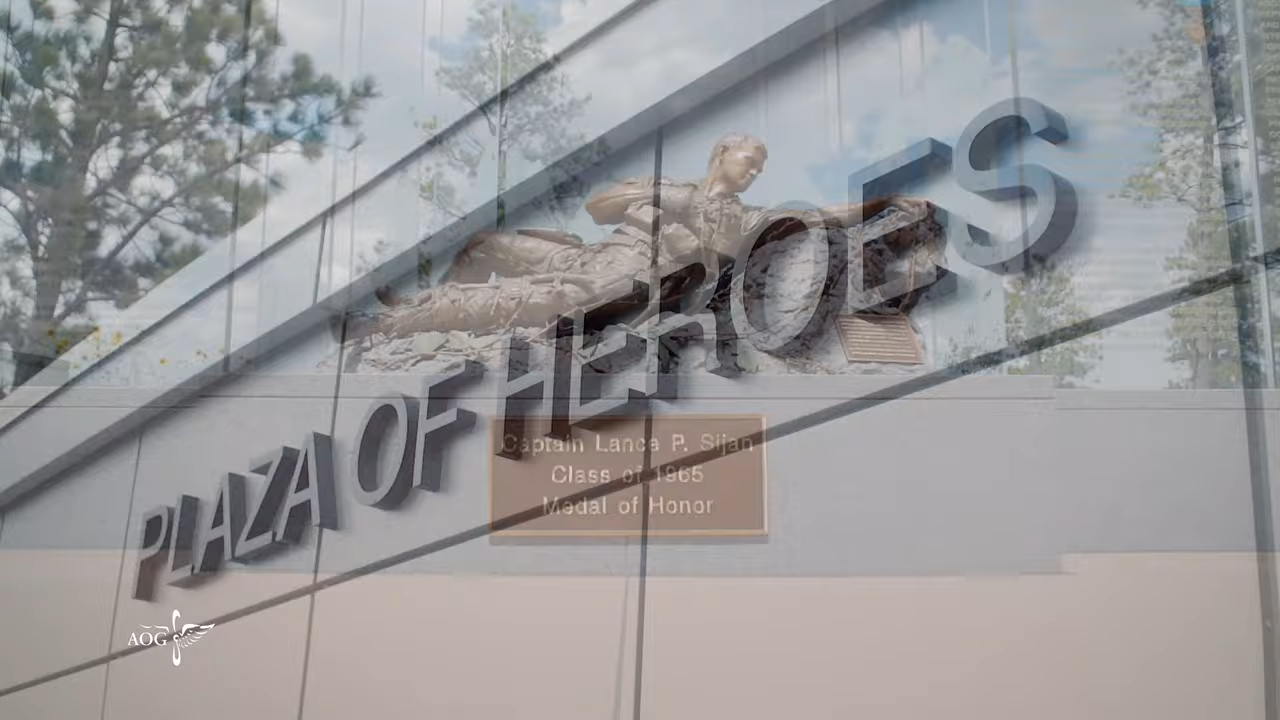 PLAZA OF HEROES
Captain Lance P. Sijan
Class of 1965
Medal of Honor
AOG